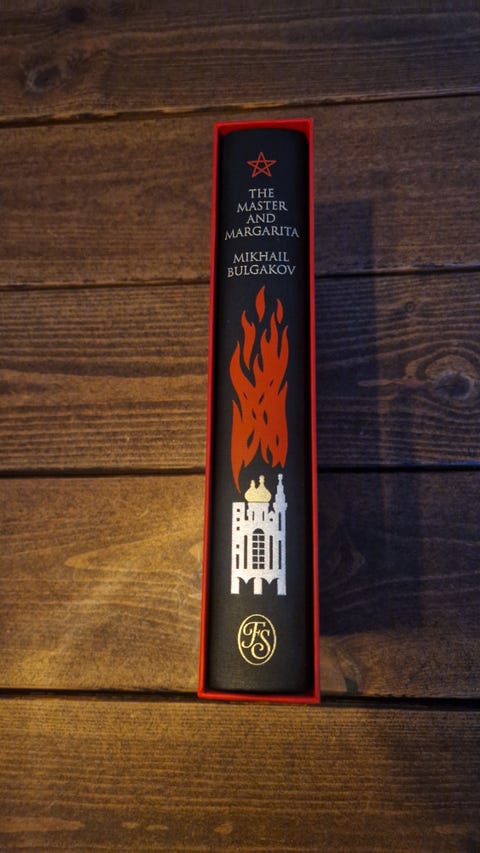 THE
MASTER
AND
MARGARITA
MIKHAIL
BULGAKOV
FS